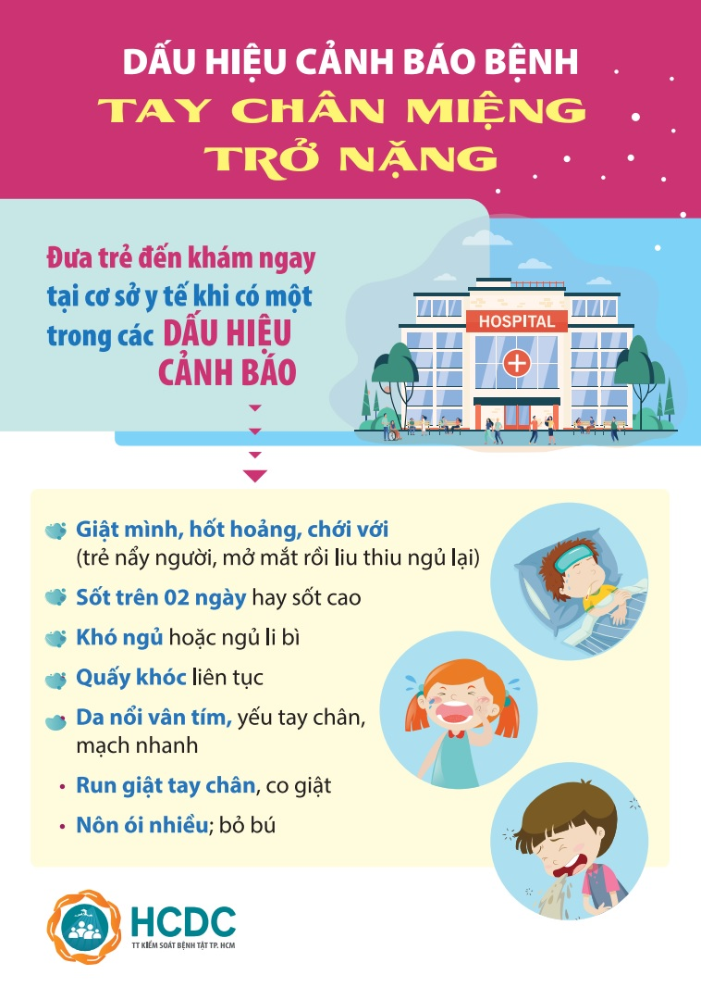 DẤU HIỆU CẢNH BÁO BỆNH
TAY CHÂN MIỆNG
TRỞ NẶNG
Đưa trẻ đến khám ngay
tại cơ sở y tế khi có một
trong các DẤU HIỆU
CẢNH BÁO
HOSPITAL
Giật mình, hốt hoảng, chới với
(trẻ nẩy người, mở mắt rồi liu thiu ngủ lại)
Sốt trên 02 ngày hay sốt cao
Khó ngủ hoặc ngủ li bì
Quấy khóc liên tục
Da nổi vân tím, yếu tay chân,
mạch nhanh
• Run giật tay chân, co giật
• Nôn ói nhiều; bỏ bú
HCDC
TT KIỂM SOÁT BỆNH TẬT TP. HCM